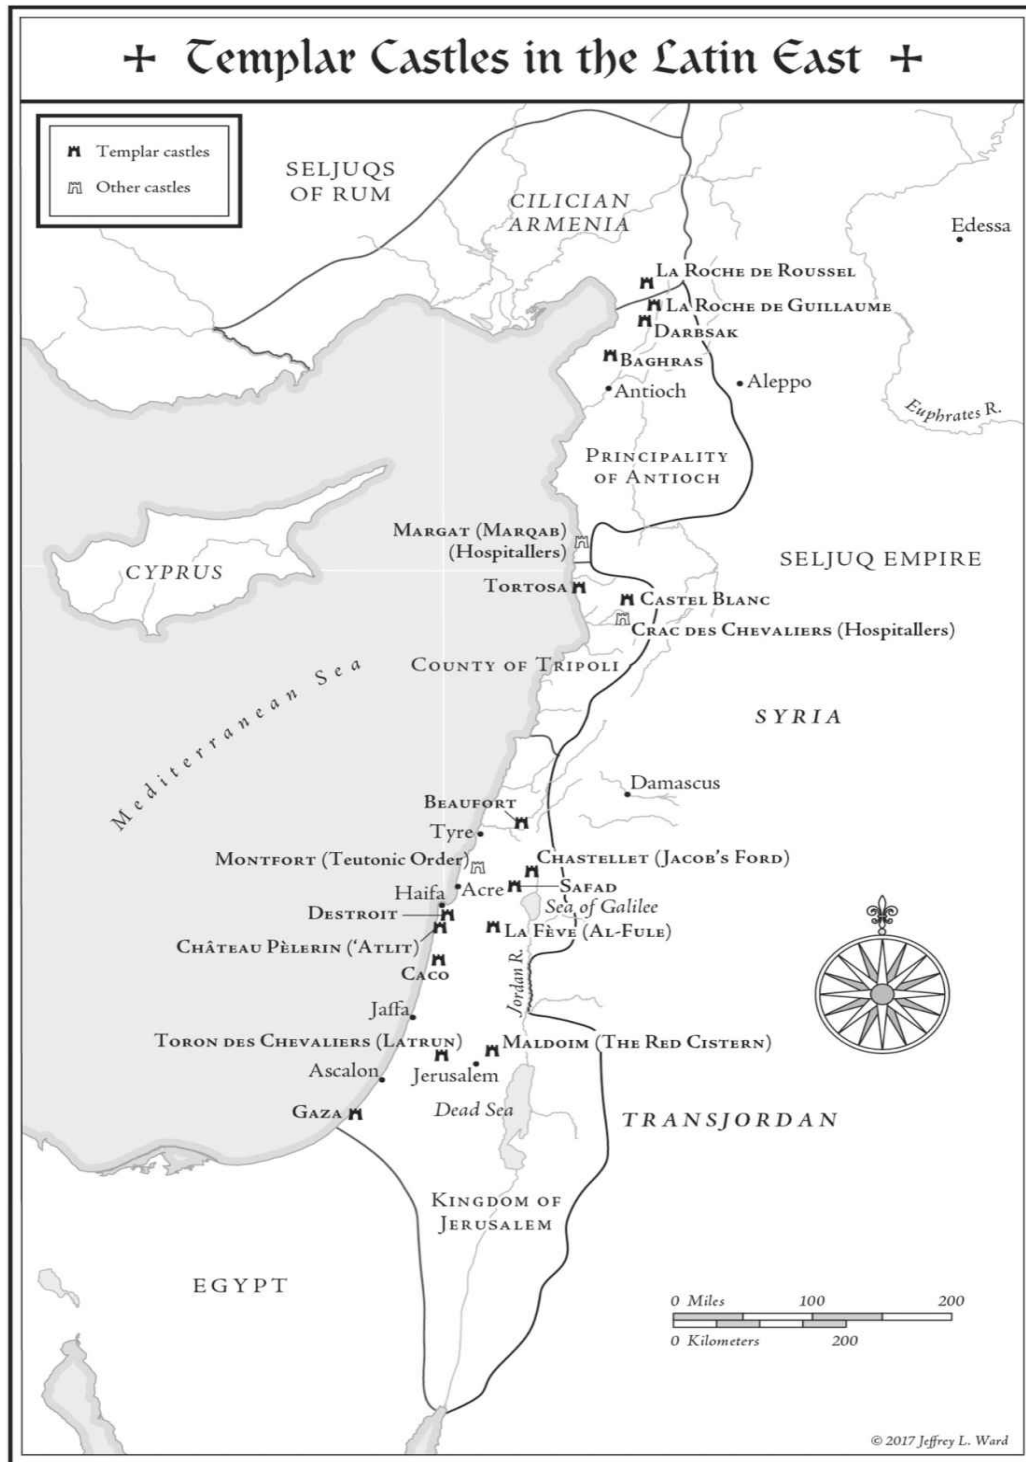 Templar Castles in the Latin East
Templar castles
Other castles
SELJUQS
OF RUM
CILICIAN
ARMENIA
Edessa
LA ROCHE DE ROUSSEL
LA ROCHE DE GUILLAUME
DARBSAK
BAGHRAS
Antioch
Aleppo
Euphrates R.
PRINCIPALITY
OF ANTIOCH
MARGAT (MARQAB)
(HOSPITALLERS)
CYPRUS
SELJUQ EMPIRE
TORTOSA
CASTEL BLANC
CRAC DES CHEVALIERS (Hospitallers)
COUNTY OF TRIPOLI
Mediterranean Sea
SYRIA
Damascus
BEAUFORT
Tyre
MONTFORT (Teutonic Order)
CHASTELLET (JACOB'S FORD)
Haifa
Acre
SAFAD
Sea of Galilee
DESTROIT
LA FÈVE (AL-FULE)
CHÂTEAU PÈLERIN ('ATLIT)
CACO
Jordan R.
Jaffa
TORON DES CHEVALIERS (LATRUN)
MALDOIM (THE RED CISTERN)
Ascalon
Jerusalem
GAZA
Dead Sea
TRANSJORDAN
KINGDOM OF
JERUSALEM
EGYPT
0 Miles 100 200
0 Kilometers 200
© 2017 Jeffrey L. Ward